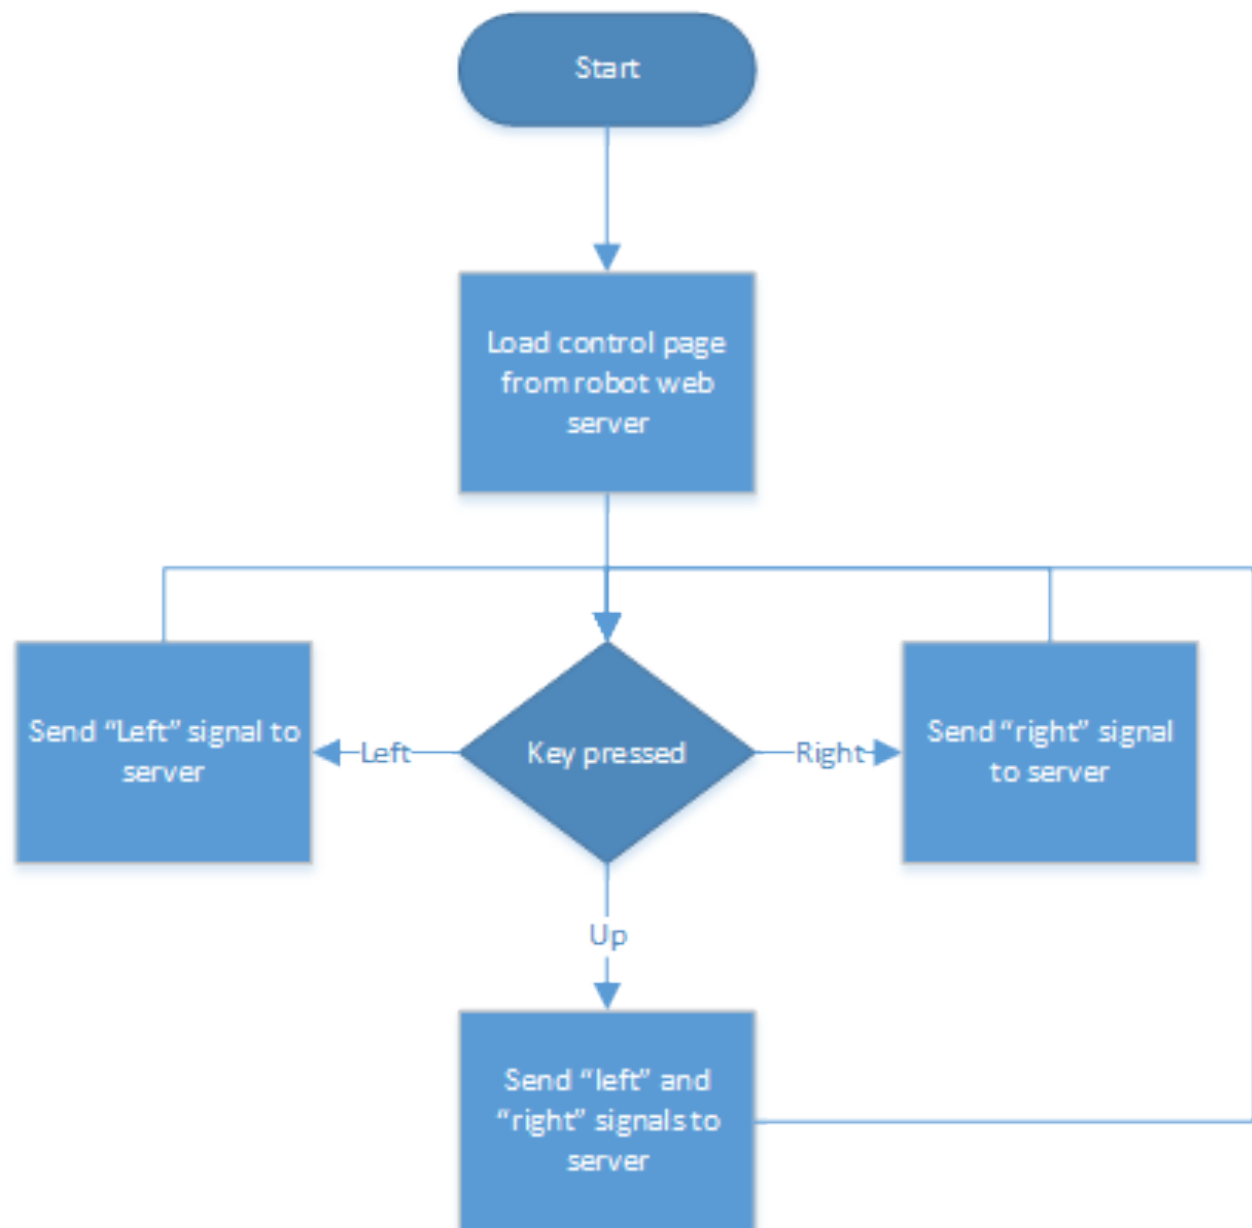 Start
Load control page
from robot web
server
Send “Left” signal to
server
Left
Key pressed
Right
Send “right” signal
to server
Up
Send “left” and
“right” signals to
server